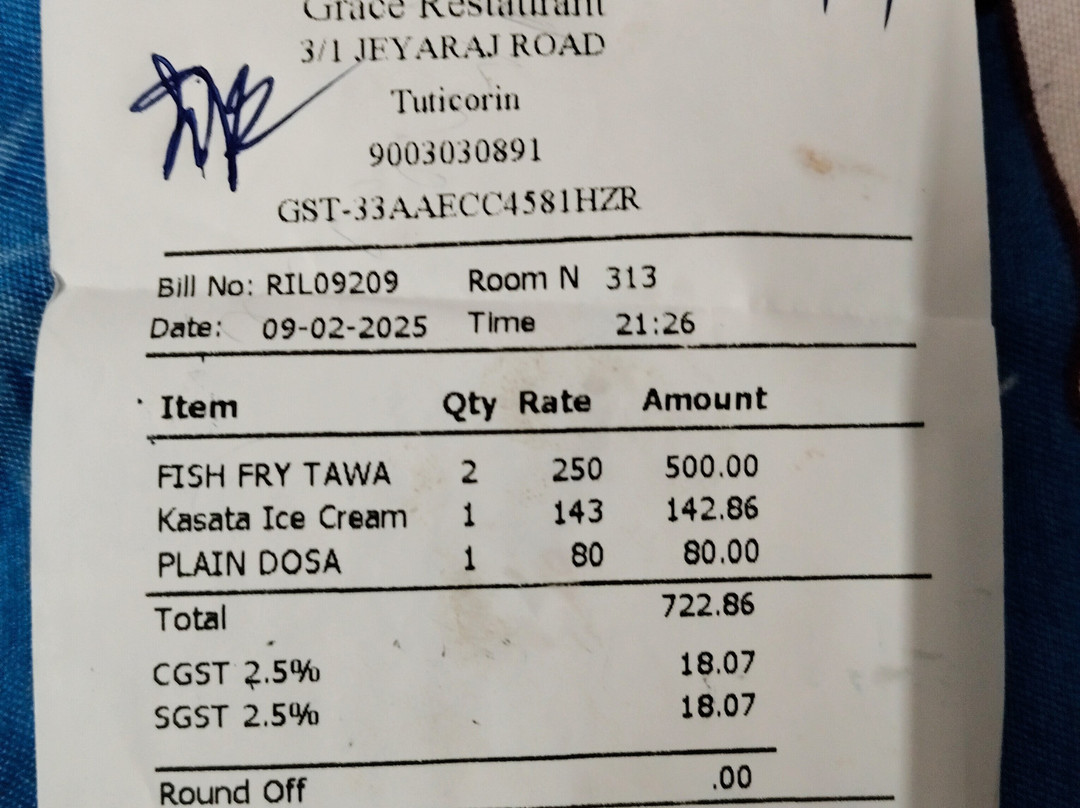 Grace Restaurant
3/1 JEYARAJ ROAD
Tuticorin
9003030891
GST-33AAECC4581HZR
Bill No: RIL09209 Room N 313
Date: 09-02-2025 Time 21:26
Item Qty Rate Amount
FISH FRY TAWA 2 250 500.00
Kasata Ice Cream 1 143 142.86
PLAIN DOSA 1 80 80.00
Total 722.86
CGST 2.5% 18.07
SGST 2.5% 18.07
Round Off .00